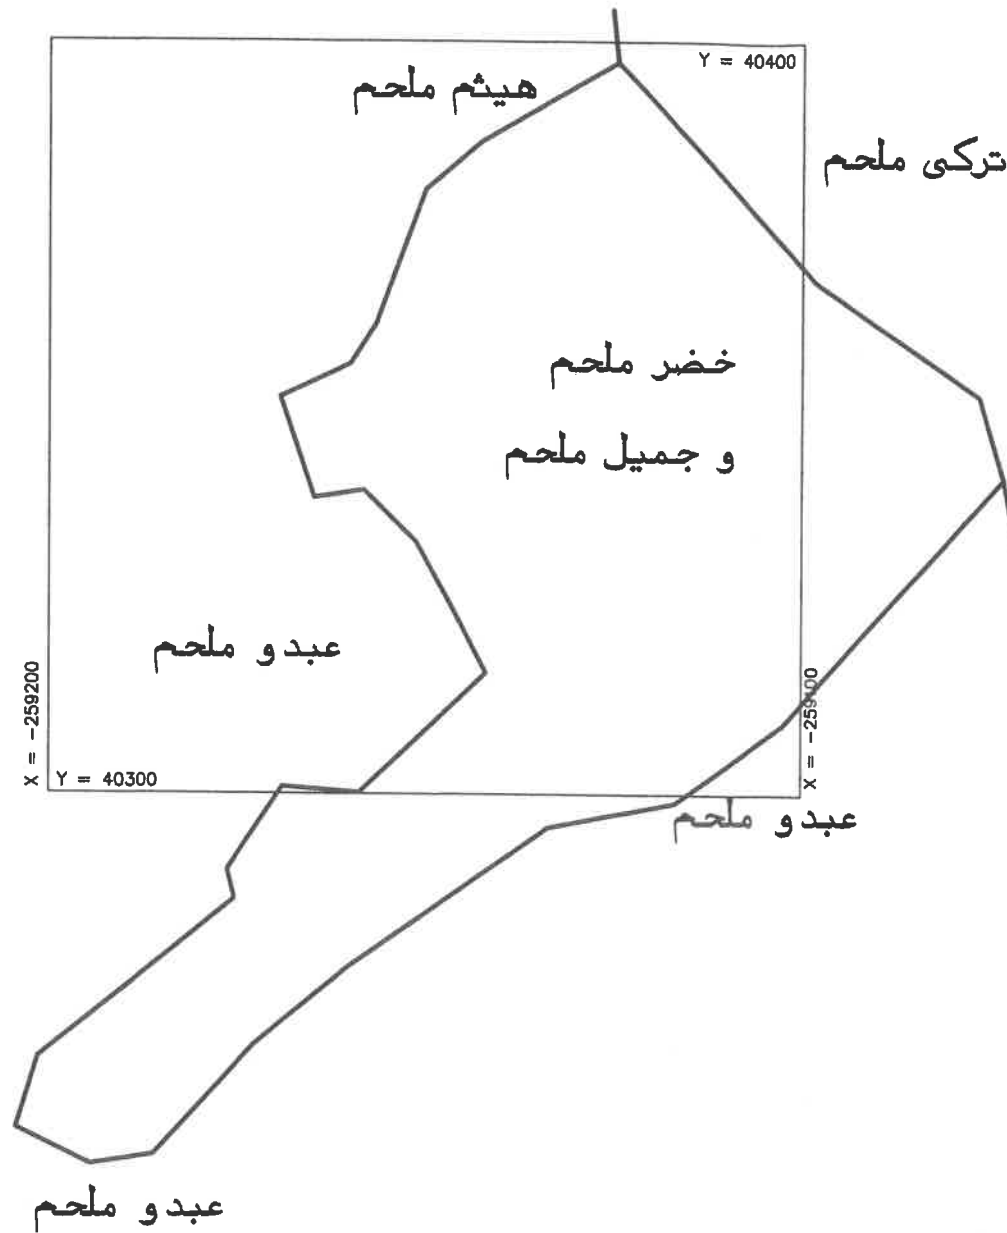 Y = 40400
هيثم ملحم
تركي ملحم
خضر ملحم
و جميل ملحم
عبدو ملحم
X = -259200
X = -259100
Y = 40300
عبدو ملحم
عبدو ملحم